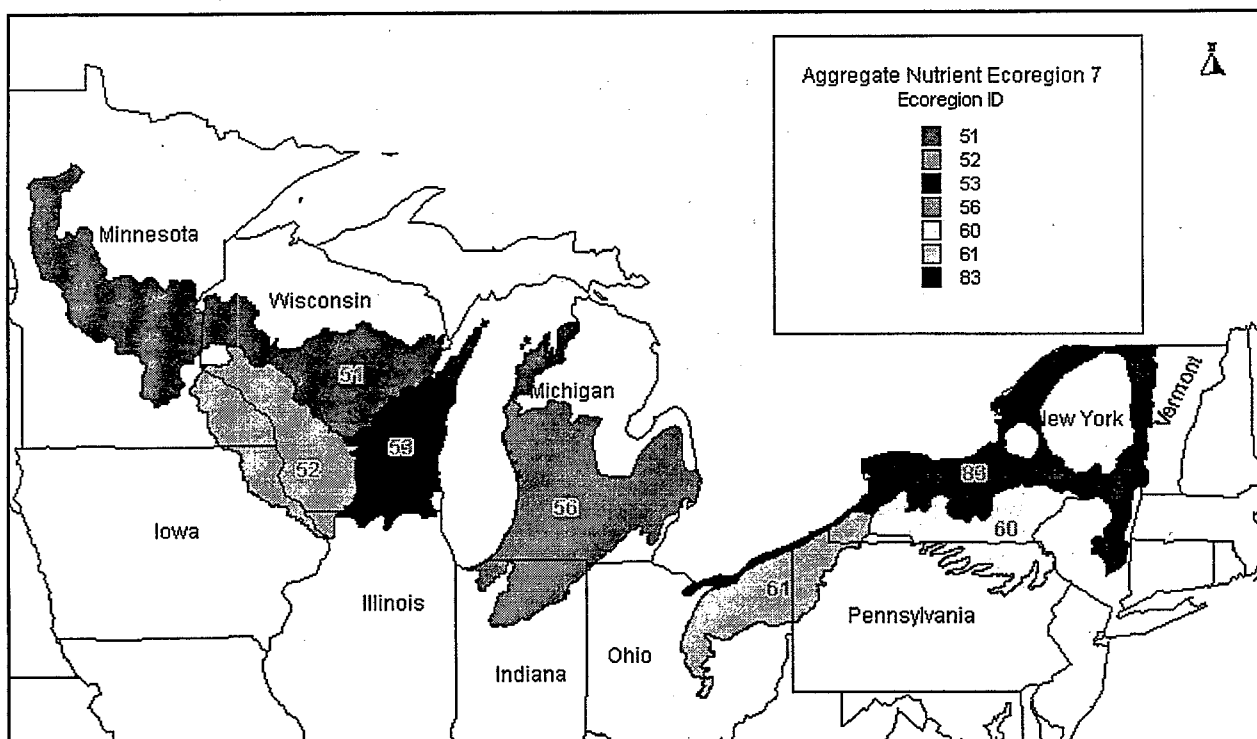 Aggregate Nutrient Ecoregion 7
Ecoregion ID
51
52
53
56
60
61
83
Minnesota
Wisconsin
51
Michigan
New York
Vermont
53
52
83
56
60
Iowa
61
Illinois
Pennsylvania
Ohio
Indiana